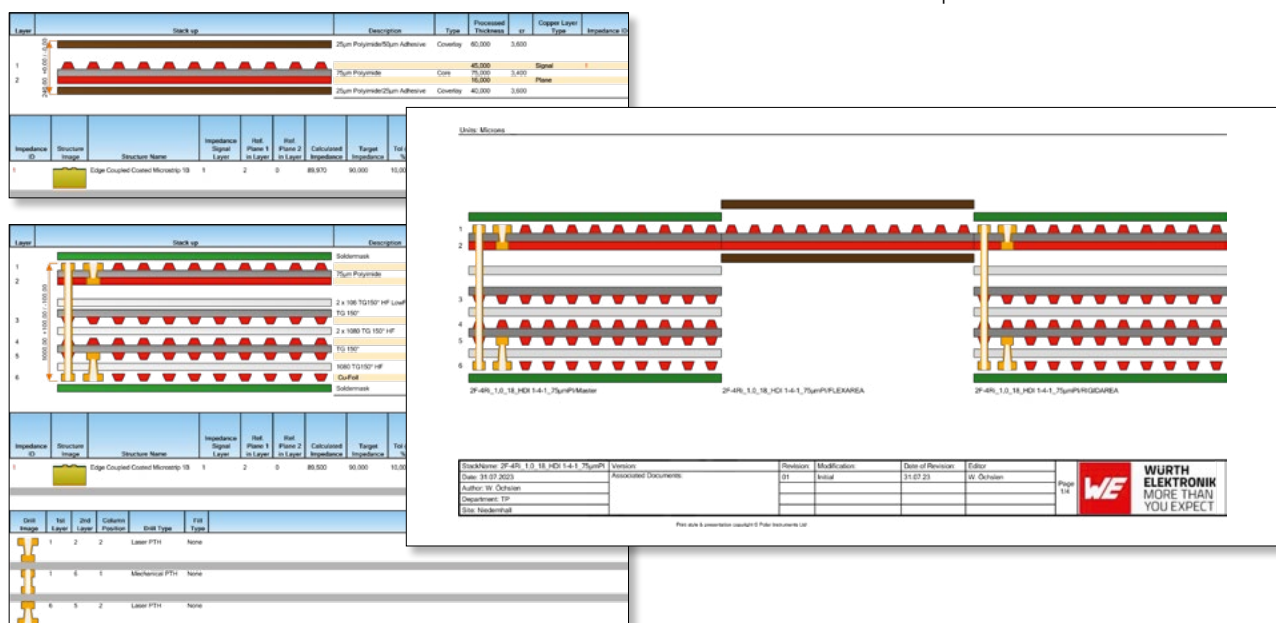 Layer Stack up Description Type Processed Thickness εr Copper Layer Type Impedance ID
25µm Polyimide/50µm Adhesive Coverlay 60,000 3,600
1 45,000 Signal 1
75µm Polyimide Core 75,000 3,400
2 16,000 Plane
25µm Polyimide/25µm Adhesive Coverlay 40,000 3,600
Impedance ID Structure Image Structure Name Impedance Signal Layer Ref. Plane 1 in Layer Ref. Plane 2 in Layer Calculated Impedance Target Impedance
1 Edge Coupled Coated Microstrip 1B 1 2 0 89,970 90,000
Layer Stack up
Soldermask
1
75µm Polyimide
2
TG 150°
3
2 x 1080 TG 150° HF
4
TG 150°
5
1080 TG150° HF
6 Cu-Foil
Soldermask
1000.00 +100.00 / -100.00
Impedance ID Structure Image Structure Name Impedance Signal Layer Ref. Plane 1 in Layer Ref. Plane 2 in Layer Calculated Impedance Target Impedance
1 Edge Coupled Coated Microstrip 1B 1 2 0 89,500 90,000
Drill Image 1st Layer 2nd Layer Column Position Drill Type Fill Type
1 2 2 Laser PTH None
1 6 1 Mechanical PTH None
6 5 2 Laser PTH None
Units: Microns
1
2
3
4
5
6
2F-4Ri_1.0_18_HDI 1-4-1_75µmPI/Master 2F-4Ri_1.0_18_HDI 1-4-1_75µmPI/FLEXAREA 2F-4Ri_1.0_18_HDI 1-4-1_75µmPI/RIGIDAREA
StackName: 2F-4Ri_1.0_18_HDI 1-4-1_75µmPI Version: Revision: Modification: Date of Revision: Editor
Date: 31.07.2023 Associated Documents: 01 Initial 31.07.23 W. Öchslen
Author: W. Öchslen
Department: TP
Site: Niedernhall
Page 1/4
WE
WÜRTH
ELEKTRONIK
MORE THAN
YOU EXPECT
Print style & presentation copyright © Polar Instruments Ltd